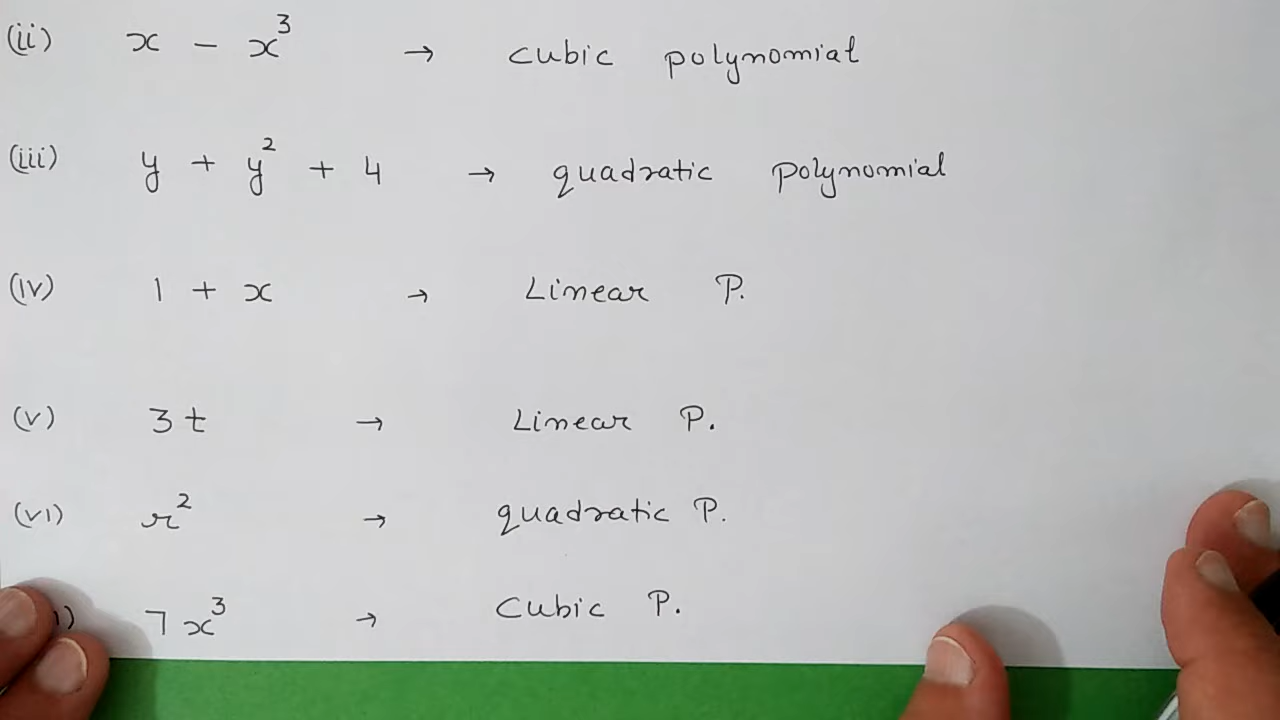 (ii) x - x³ → cubic polynomial
(iii) y + y² + 4 → quadratic polynomial
(iv) 1 + x → Linear P.
(v) 3t → Linear P.
(vi) r² → quadratic P.
) 7x³ → Cubic P.